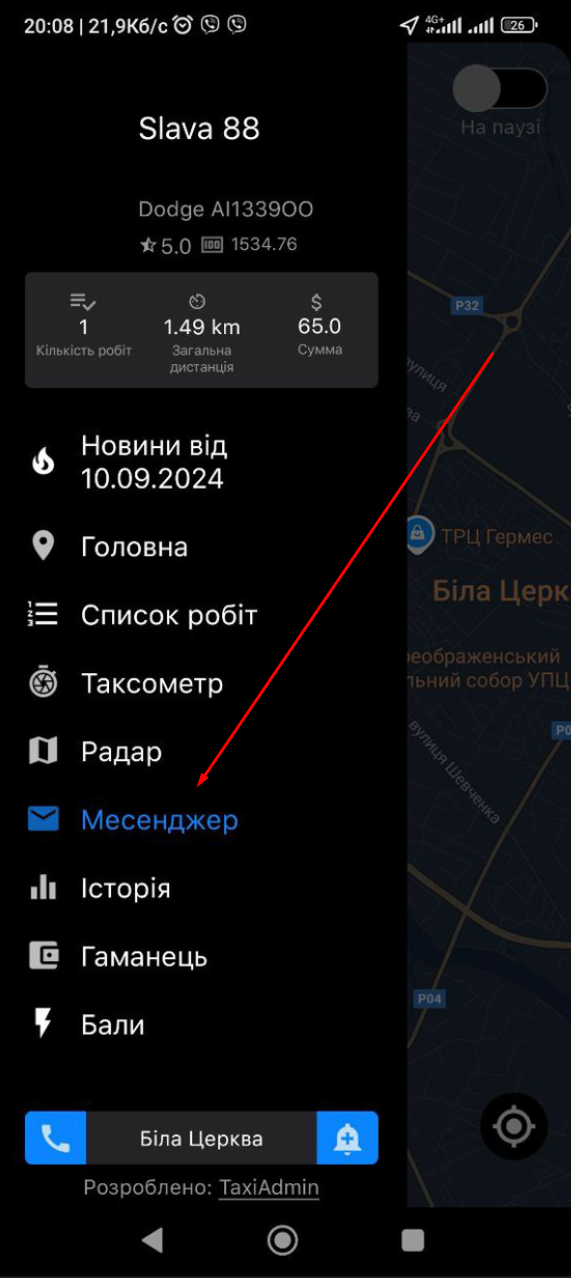 20:08 | 21,9Кб/с
4G+
26
На паузі
Slava 88
Dodge AI1339OO
5.0 100 1534.76
1
1.49 km
65.0
Кількість робіт
Загальна
дистанція
$
Сумма
P32
вулиця
Новини від
10.09.2024
Головна
ТРЦ Гермес
Біла Церк
Список робіт
реображенський
льний собор УПЦ
Таксометр
P0
Радар
вулиця Шевченка
Месенджер
Історія
Гаманець
P04
Бали
Біла Церква
Розроблено: TaxiAdmin